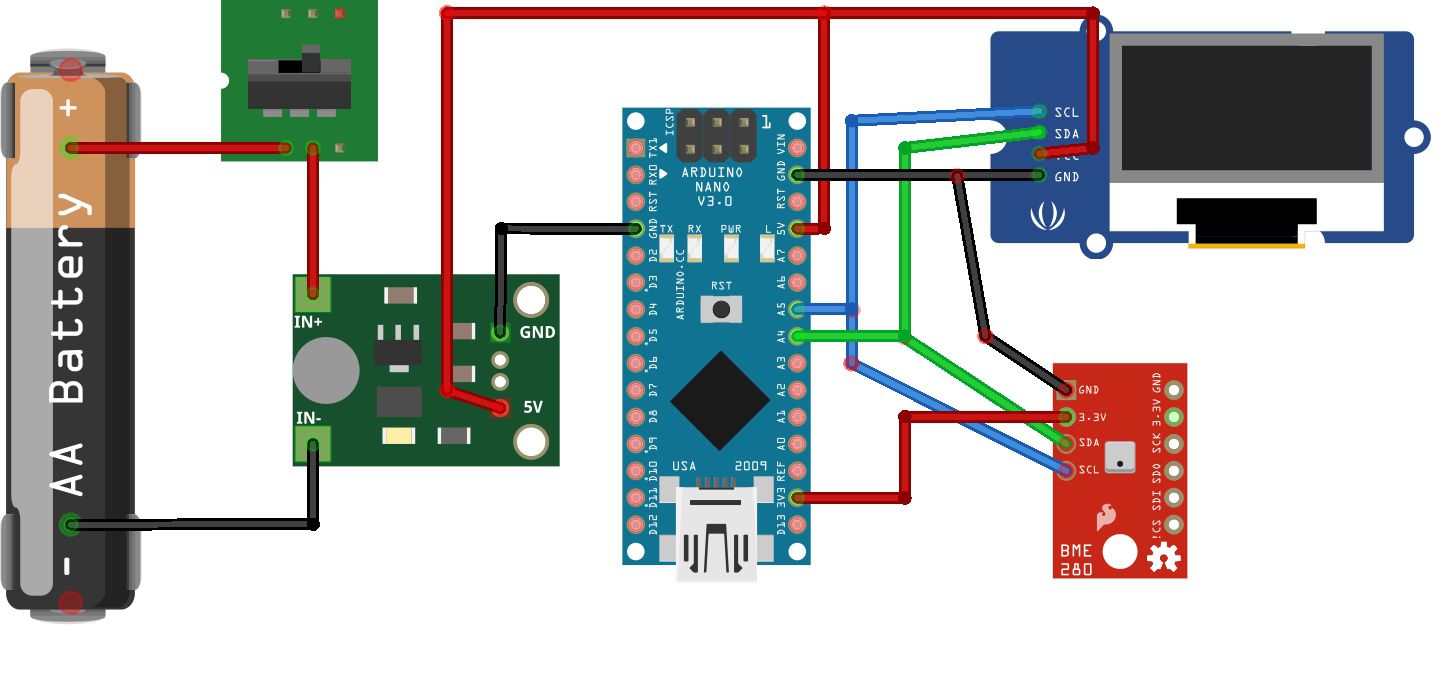 +
AA Battery
-
IN+
IN-
GND
5V
ICSP
1
ARDUINO
NANO
V3.0
TX1
RX0
RST
GND
D2
D3
D4
D5
D6
D7
D8
D9
D10
D11
D12
VIN
GND
RST
5V
A7
A6
A5
A4
A3
A2
A1
A0
REF
3V3
D13
TX
RX
PWR
L
ARDUINO.CC
RST
USA
2009
SCL
SDA
GND
GND
3.3V
SDA
SCL
GND
3.3V
SCK
SDO
SDI
BME
280